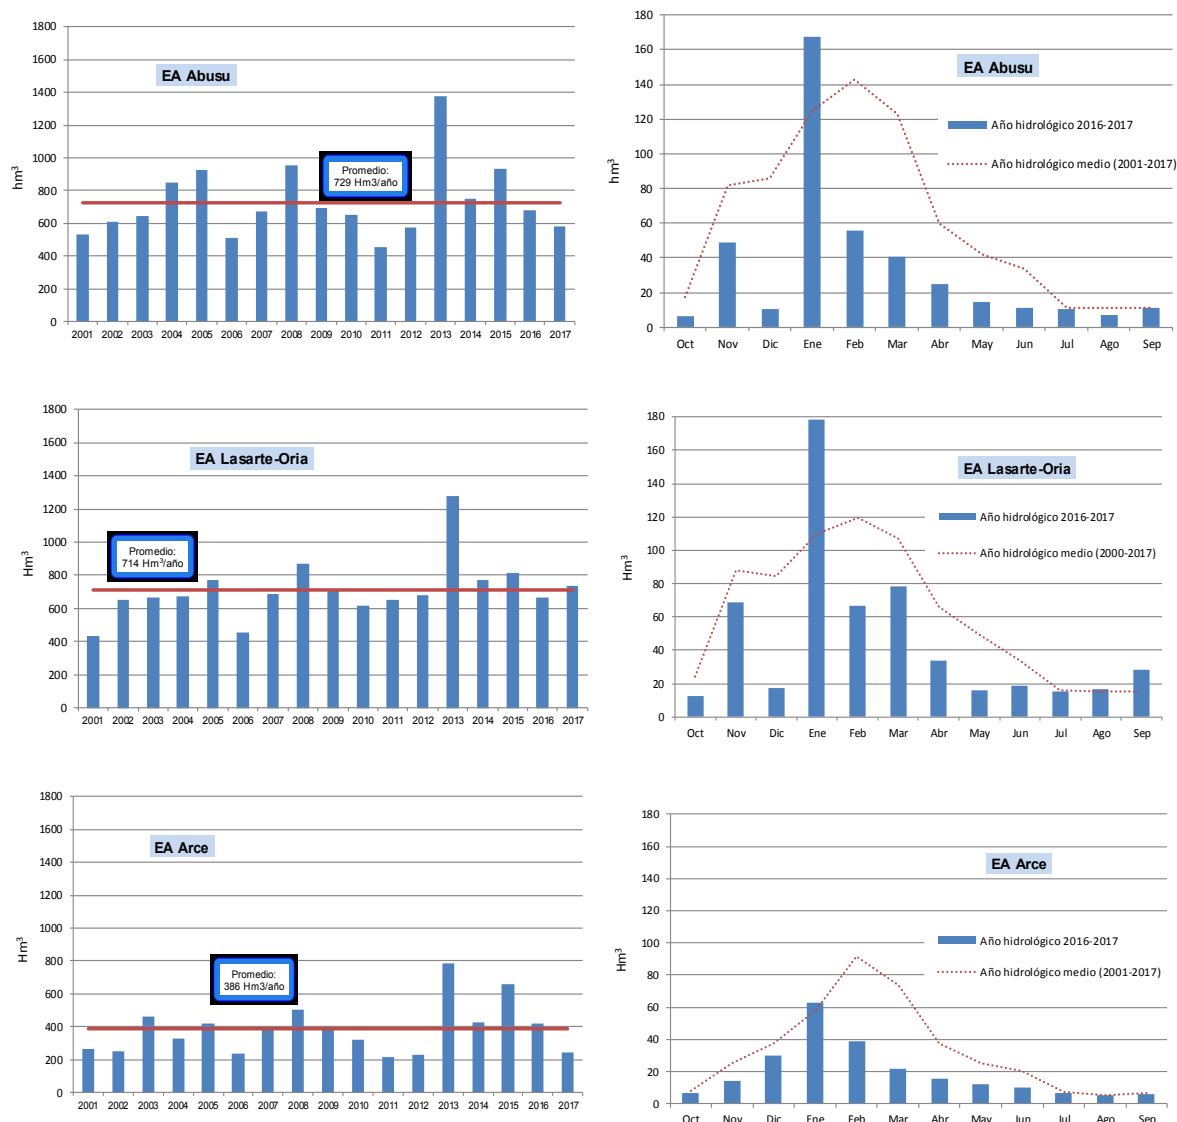 1800
1600
1400
1200
1000
800
600
400
200
0
hm³
EA Abusu
Promedio:
729 Hm3/año
2001 2002 2003 2004 2005 2006 2007 2008 2009 2010 2011 2012 2013 2014 2015 2016 2017
180
160
140
120
100
80
60
40
20
0
hm³
EA Abusu
Año hidrológico 2016-2017
Año hidrológico medio (2001-2017)
Oct Nov Dic Ene Feb Mar Abr May Jun Jul Ago Sep
1800
1600
1400
1200
1000
800
600
400
200
0
Hm³
EA Lasarte-Oria
Promedio:
714 Hm³/año
2001 2002 2003 2004 2005 2006 2007 2008 2009 2010 2011 2012 2013 2014 2015 2016 2017
180
160
140
120
100
80
60
40
20
0
Hm³
EA Lasarte-Oria
Año hidrológico 2016-2017
Año hidrológico medio (2000-2017)
Oct Nov Dic Ene Feb Mar Abr May Jun Jul Ago Sep
1800
1600
1400
1200
1000
800
600
400
200
0
Hm³
EA Arce
Promedio:
386 Hm3/año
2001 2002 2003 2004 2005 2006 2007 2008 2009 2010 2011 2012 2013 2014 2015 2016 2017
180
160
140
120
100
80
60
40
20
0
Hm³
EA Arce
Año hidrológico 2016-2017
Año hidrológico medio (2001-2017)
Oct Nov Dic Ene Feb Mar Abr May Jun Jul Ago Sep